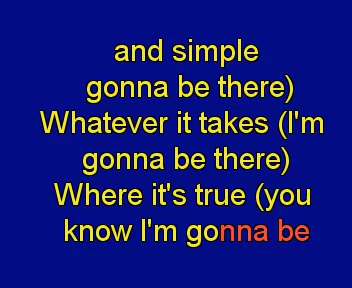 and simple
gonna be there)
Whatever it takes (I'm
gonna be there)
Where it's true (you
know I'm gonna be